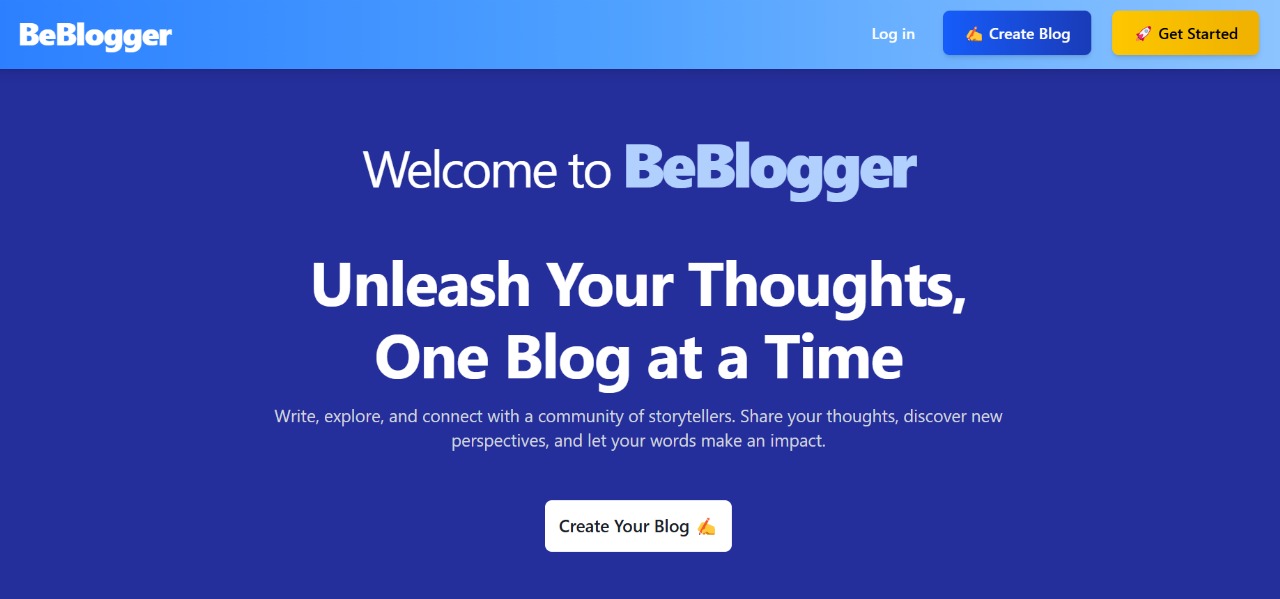 BeBlogger
Log in
✍️ Create Blog
🚀 Get Started
Welcome to BeBlogger
Unleash Your Thoughts,
One Blog at a Time
Write, explore, and connect with a community of storytellers. Share your thoughts, discover new
perspectives, and let your words make an impact.
Create Your Blog ✍️